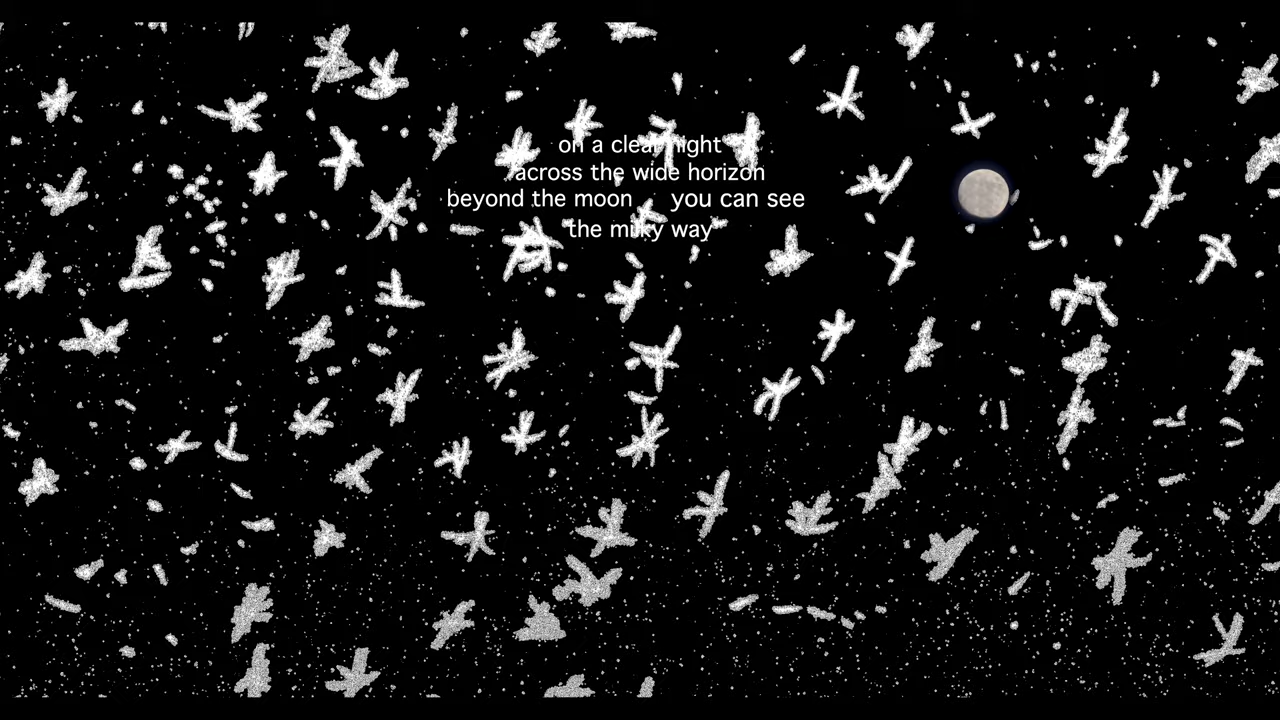 on a clear night
across the wide horizon
beyond the moon you can see
the milky way